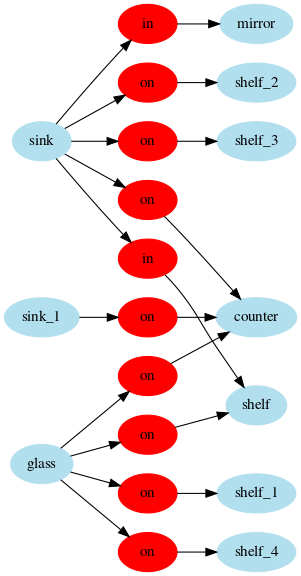 in
mirror
on
shelf_2
sink
on
shelf_3
on
in
sink_1
on
counter
on
shelf
on
glass
on
shelf_1
on
shelf_4